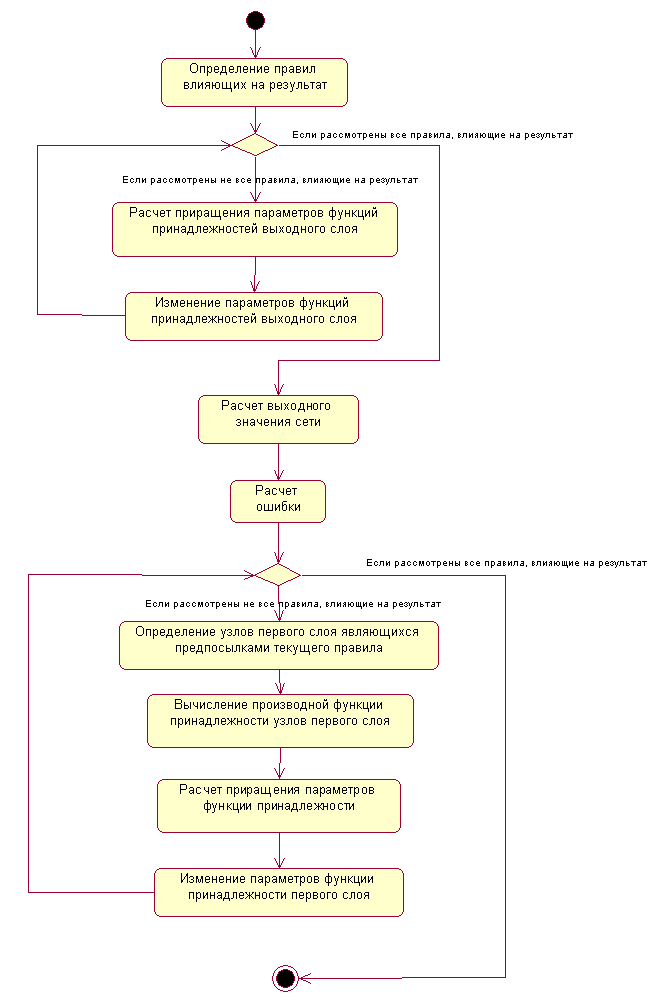 Определение правил
влияющих на результат
Если рассмотрены все правила, влияющие на результат
Если рассмотрены не все правила, влияющие на результат
Расчет приращения параметров функций
принадлежностей выходного слоя
Изменение параметров функций
принадлежностей выходного слоя
Расчет выходного
значения сети
Расчет
ошибки
Если рассмотрены все правила, влияющие на результат
Если рассмотрены не все правила, влияющие на результат
Определение узлов первого слоя являющихся
предпосылками текущего правила
Вычисление производной функции
принадлежности узлов первого слоя
Расчет приращения параметров
функции принадлежности
Изменение параметров функции
принадлежности первого слоя